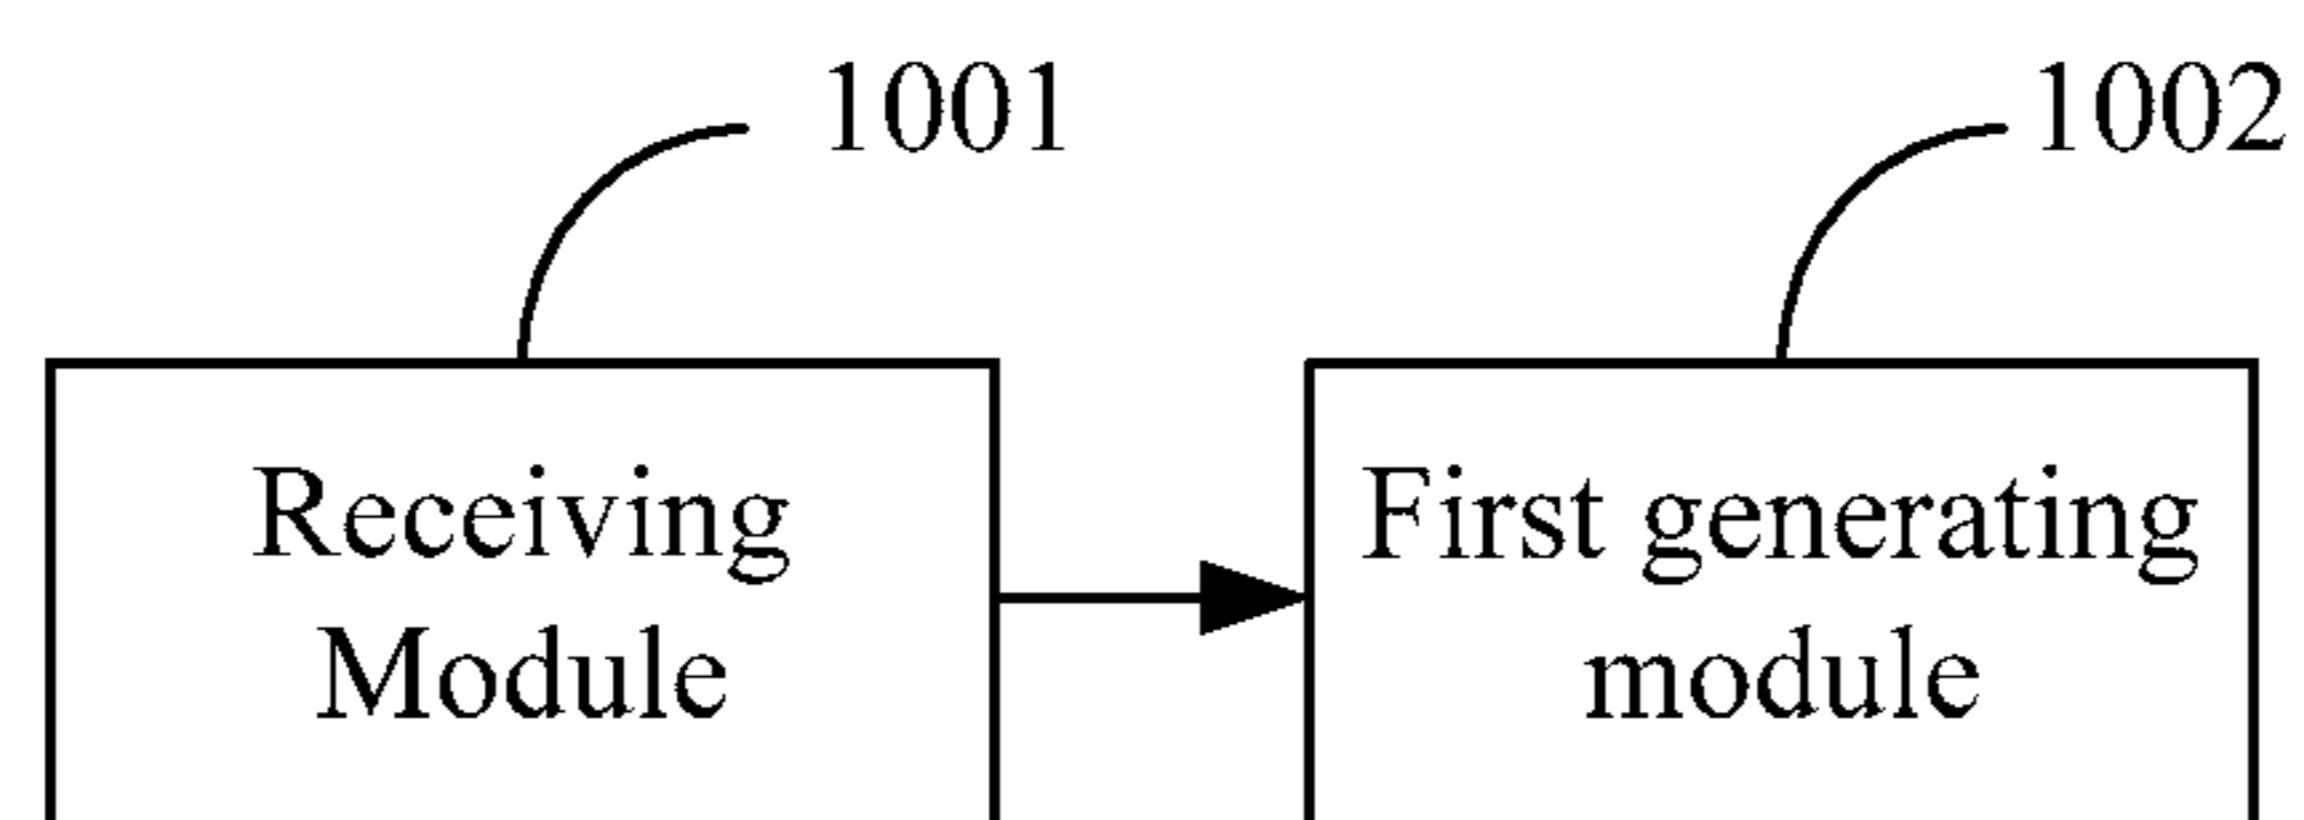 1001
1002
Receiving
Module
First generating
module